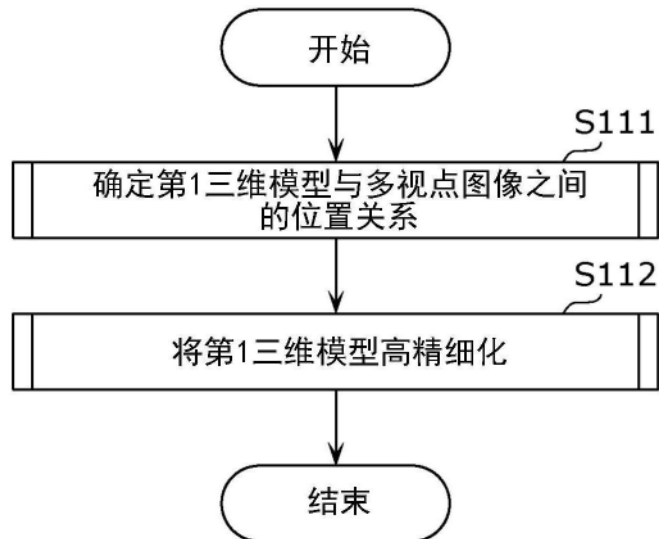 开始
S111
确定第1三维模型与多视点图像之间
的位置关系
S112
将第1三维模型高精细化
结束